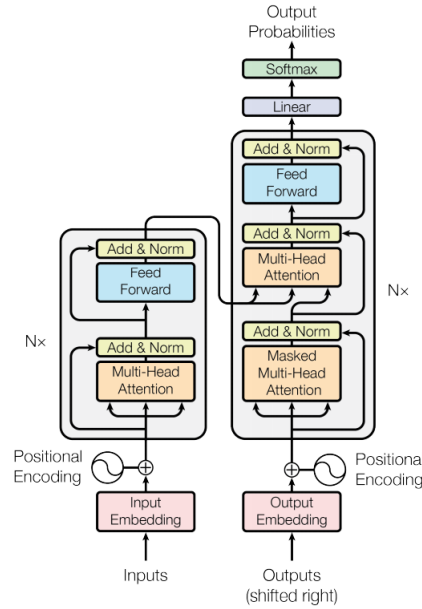 Output
Probabilities
Softmax
Linear
Add & Norm
Feed
Forward
Add & Norm
Multi-Head
Attention
Add & Norm
Masked
Multi-Head
Attention
N×
Add & Norm
Feed
Forward
Add & Norm
Multi-Head
Attention
N×
Positional
Encoding
Positional
Encoding
Input
Embedding
Output
Embedding
Inputs
Outputs
(shifted right)